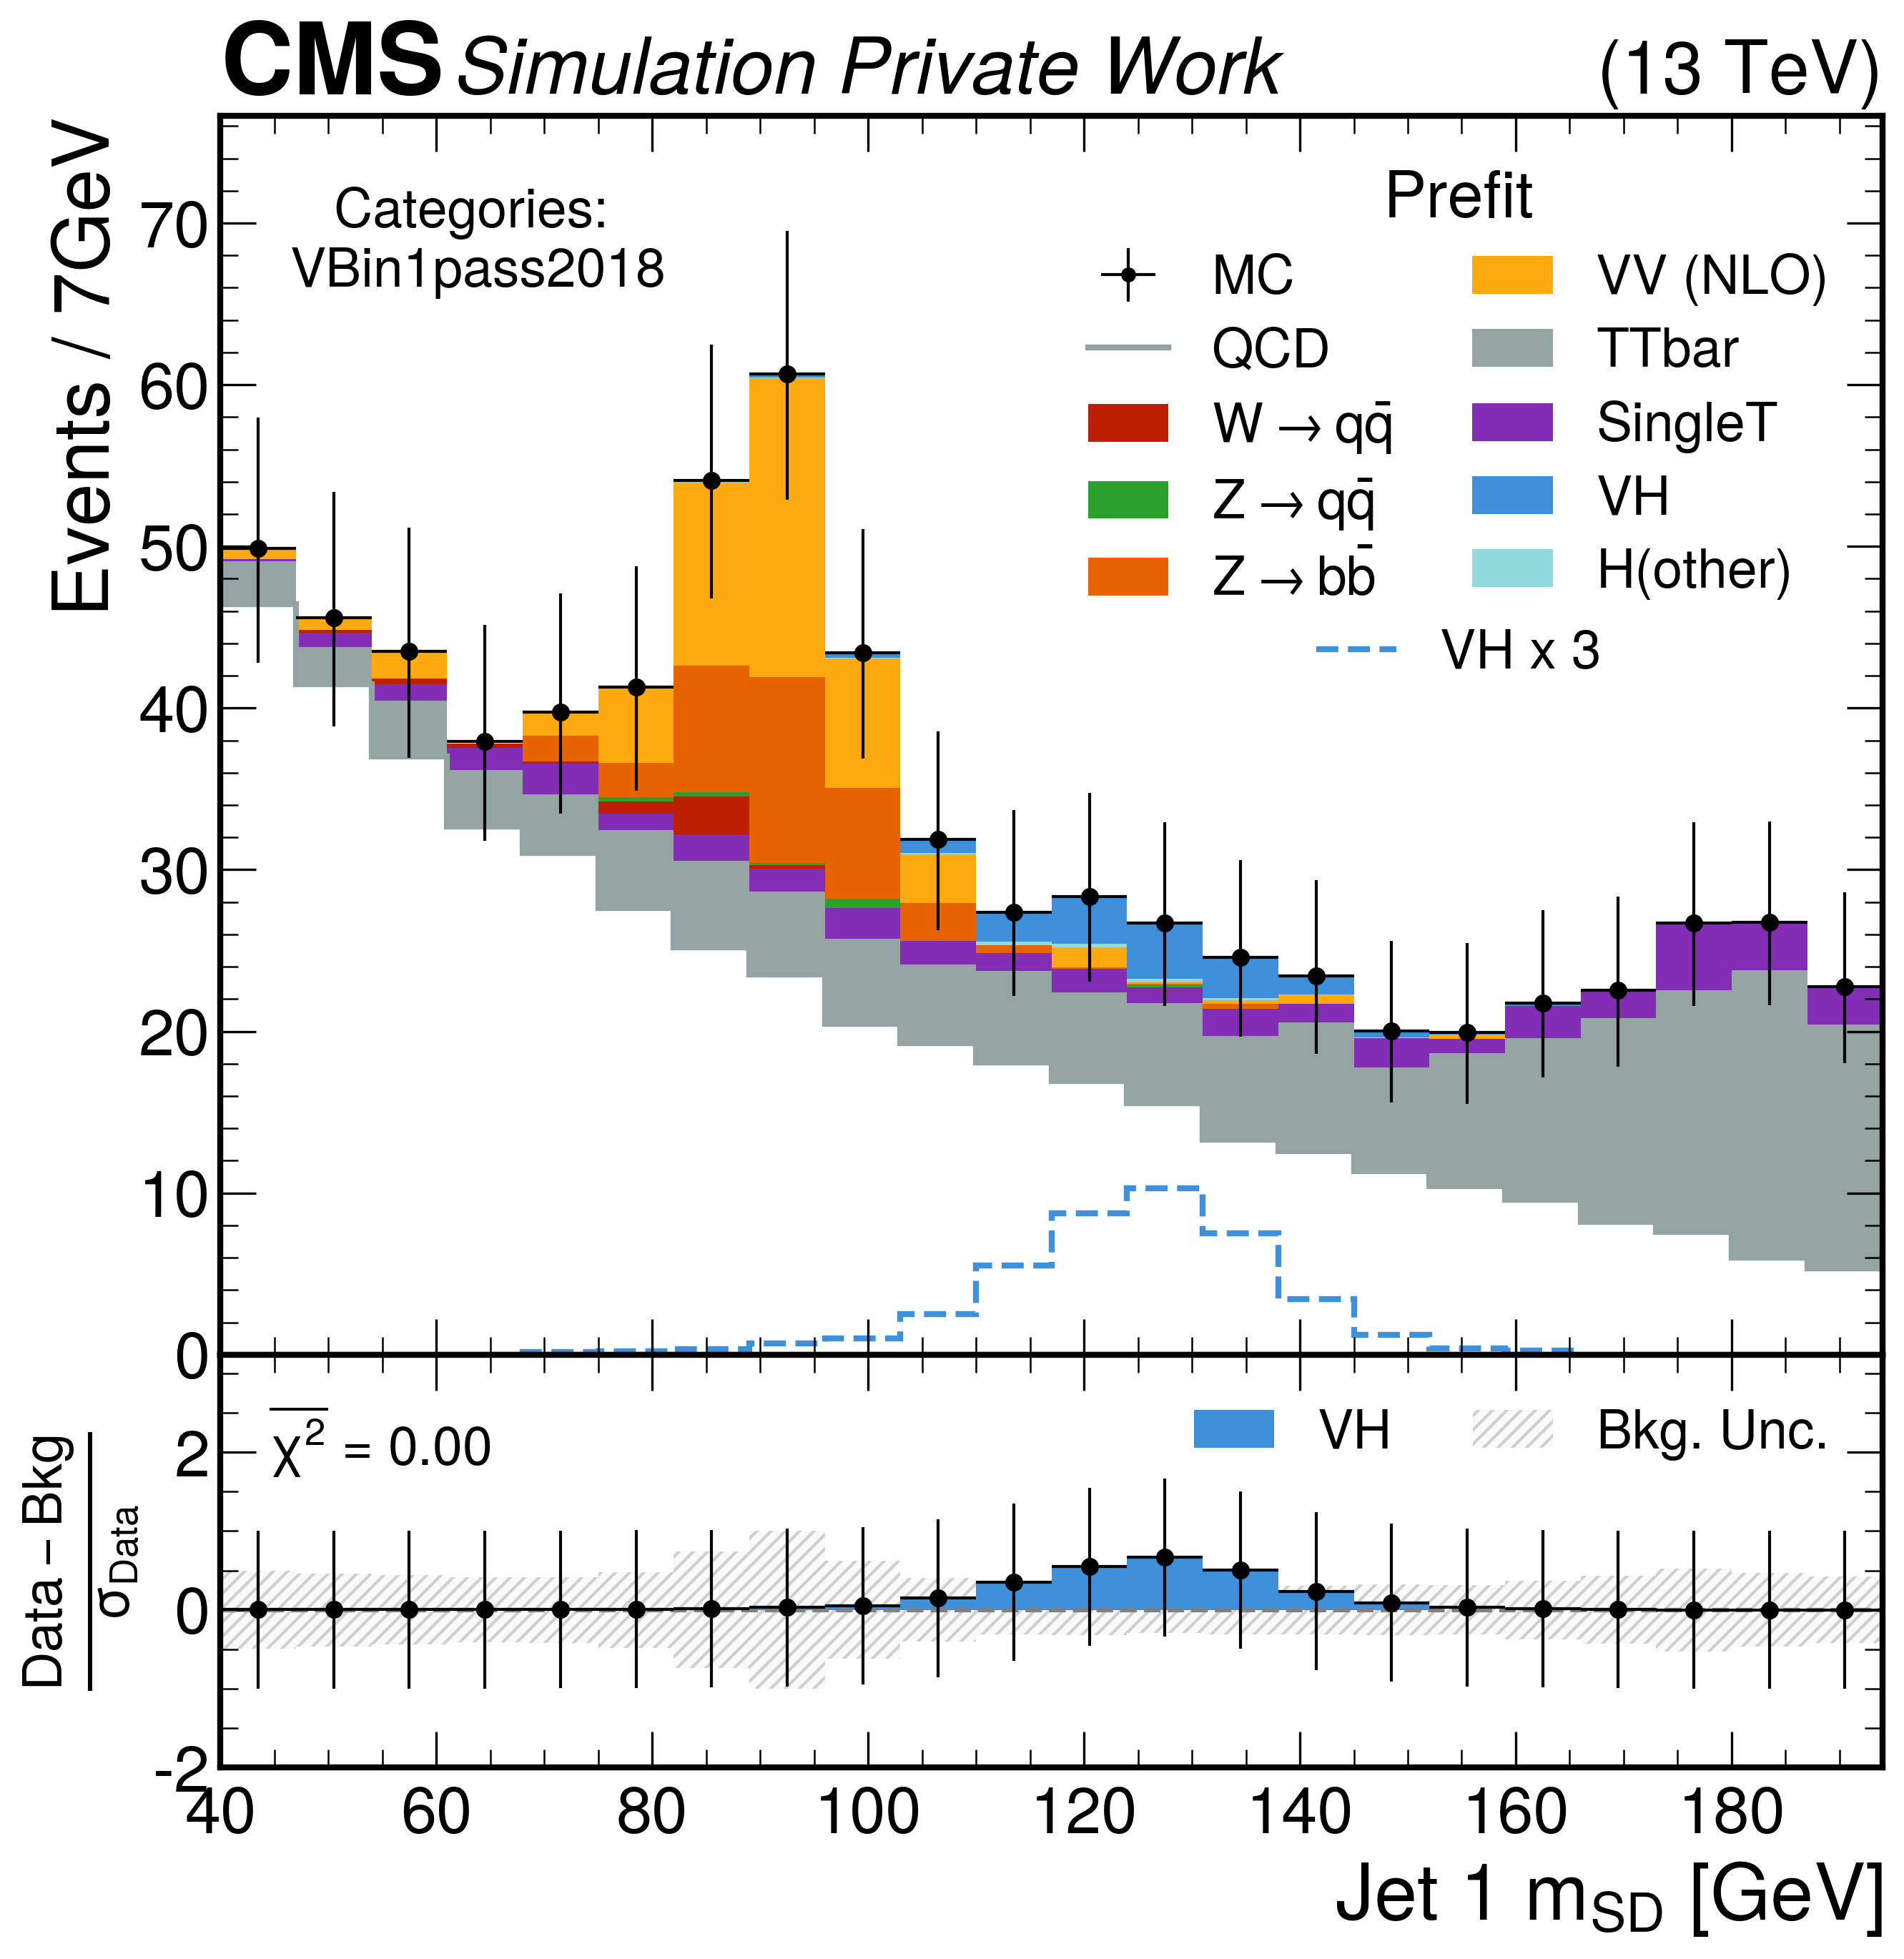 CMS Simulation Private Work (13 TeV)
Events / 7GeV
Categories:
VBin1pass2018
Prefit
MC
QCD
W → qq̄
Z → qq̄
Z → bb̄
VV (NLO)
TTbar
SingleT
VH
H(other)
VH x 3
70
60
50
40
30
20
10
0
Data − Bkg
σ_Data
χ² = 0.00
VH
Bkg. Unc.
2
0
-2
40 60 80 100 120 140 160 180
Jet 1 m_SD [GeV]